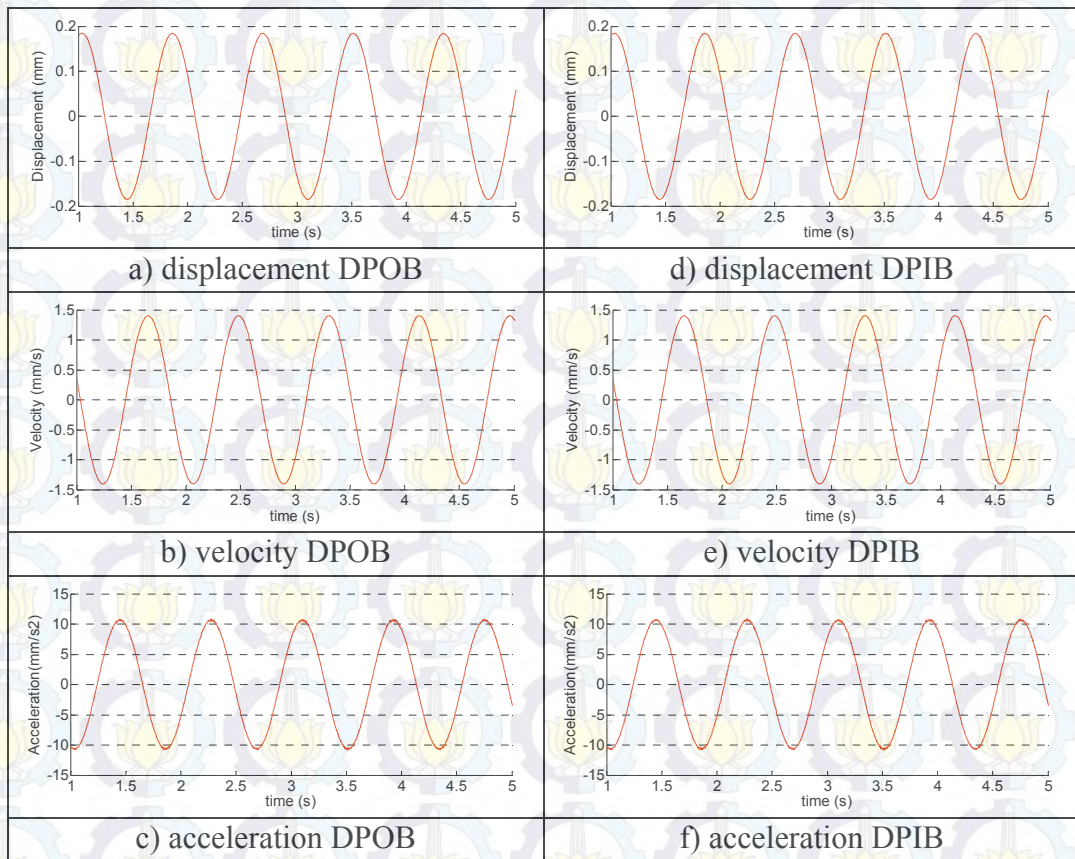 0.2
0.1
0
-0.1
-0.2
Displacement (mm)
1 1.5 2 2.5 3 3.5 4 4.5 5
time (s)
a) displacement DPOB
0.2
0.1
0
-0.1
-0.2
Displacement (mm)
1 1.5 2 2.5 3 3.5 4 4.5 5
time (s)
d) displacement DPIB
1.5
1
0.5
0
-0.5
-1
-1.5
Velocity (mm/s)
1 1.5 2 2.5 3 3.5 4 4.5 5
time (s)
b) velocity DPOB
1.5
1
0.5
0
-0.5
-1
-1.5
Velocity (mm/s)
1 1.5 2 2.5 3 3.5 4 4.5 5
time (s)
e) velocity DPIB
15
10
5
0
-5
-10
-15
Acceleration(mm/s2)
1 1.5 2 2.5 3 3.5 4 4.5 5
time (s)
c) acceleration DPOB
15
10
5
0
-5
-10
-15
Acceleration(mm/s2)
1 1.5 2 2.5 3 3.5 4 4.5 5
time (s)
f) acceleration DPIB